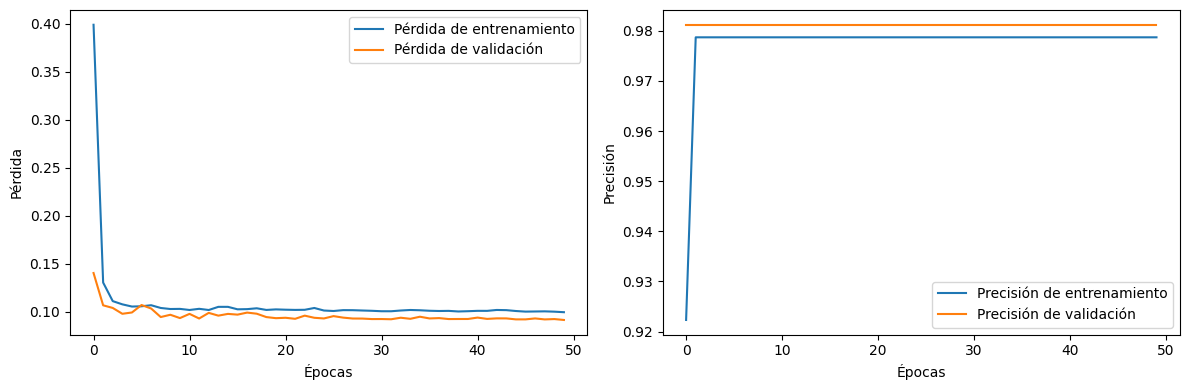 0.40
0.35
0.30
0.25
0.20
0.15
0.10
Pérdida
0 10 20 30 40 50
Épocas
Pérdida de entrenamiento
Pérdida de validación
0.98
0.97
0.96
0.95
0.94
0.93
0.92
Precisión
0 10 20 30 40 50
Épocas
Precisión de entrenamiento
Precisión de validación